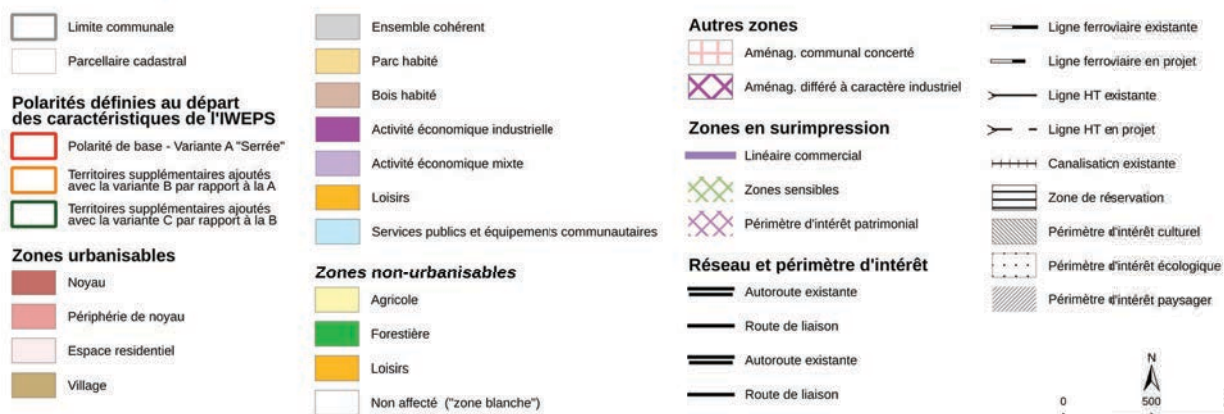 Limite communale
Parcellaire cadastral
Polarités définies au départ
des caractéristiques de l'IWEPS
Polarité de base - Variante A "Serrée"
Territoires supplémentaires ajoutés
avec la variante B par rapport à la A
Territoires supplémentaires ajoutés
avec la variante C par rapport à la B
Zones urbanisables
Noyau
Périphérie de noyau
Espace residentiel
Village
Ensemble cohérent
Parc habité
Bois habité
Activité économique industrielle
Activité économique mixte
Loisirs
Services publics et équipements communautaires
Zones non-urbanisables
Agricole
Forestière
Loisirs
Non affecté ("zone blanche")
Autres zones
Aménag. communal concerté
Aménag. différé à caractère industriel
Zones en surimpression
Linéaire commercial
Zones sensibles
Périmètre d'intérêt patrimonial
Réseau et périmètre d'intérêt
Autoroute existante
Route de liaison
Autoroute existante
Route de liaison
Ligne ferroviaire existante
Ligne ferroviaire en projet
Ligne HT existante
Ligne HT en projet
Canalisation existante
Zone de réservation
Périmètre d'intérêt culturel
Périmètre d'intérêt écologique
Périmètre d'intérêt paysager
N
0 500